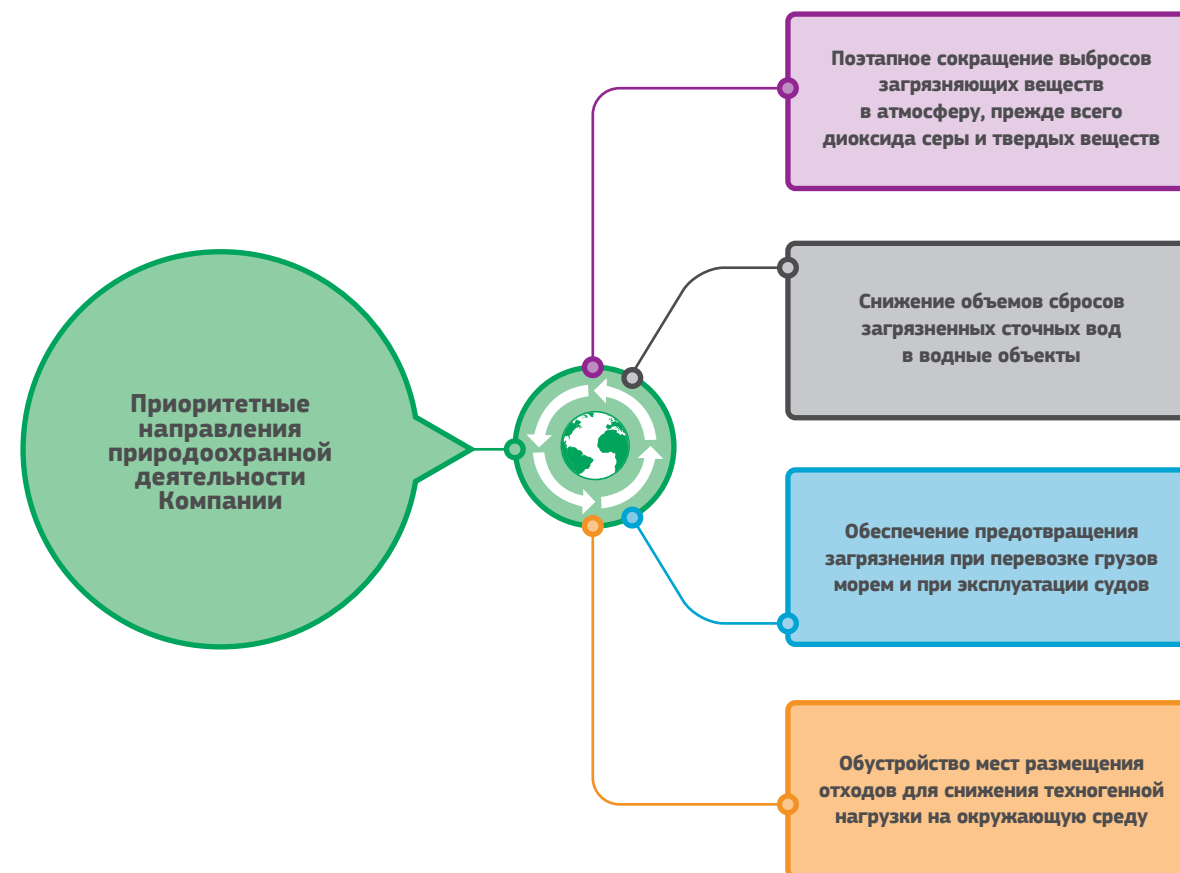 Приоритетные
направления
природоохранной
деятельности
Компании
Поэтапное сокращение выбросов
загрязняющих веществ
в атмосферу, прежде всего
диоксида серы и твердых веществ
Снижение объемов сбросов
загрязненных сточных вод
в водные объекты
Обеспечение предотвращения
загрязнения при перевозке грузов
морем и при эксплуатации судов
Обустройство мест размещения
отходов для снижения техногенной
нагрузки на окружающую среду